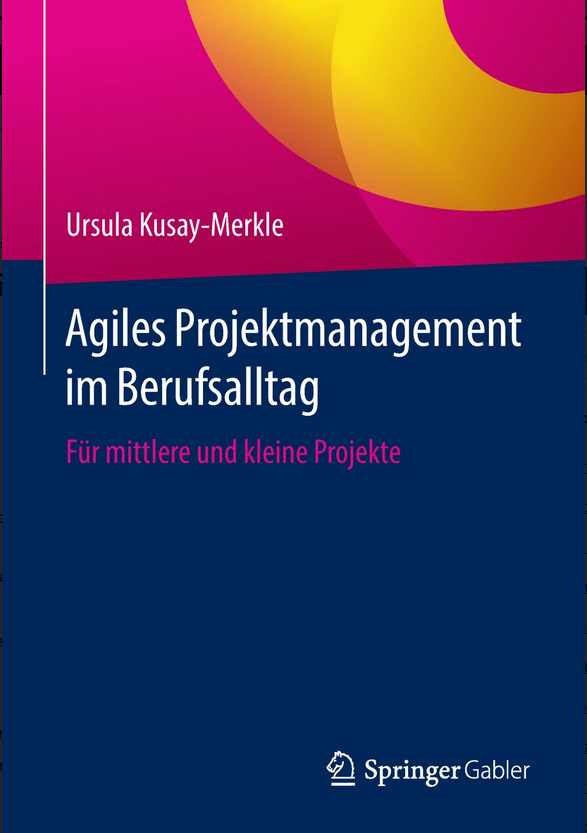 Ursula Kusay-Merkle
Agiles Projektmanagement
im Berufsalltag
Für mittlere und kleine Projekte
Springer Gabler